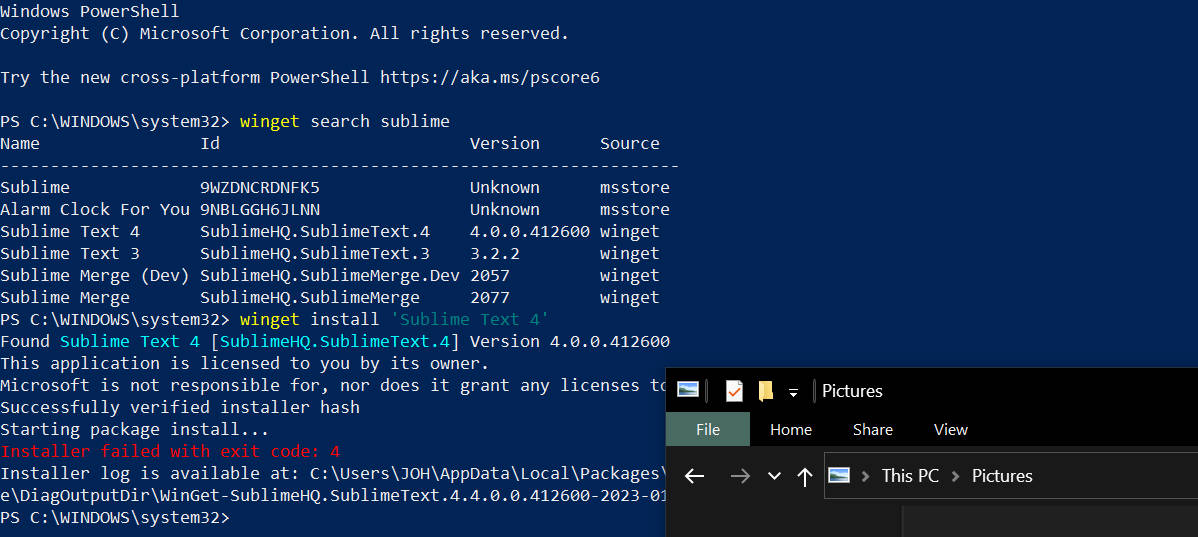 Windows PowerShell
Copyright (C) Microsoft Corporation. All rights reserved.
Try the new cross-platform PowerShell https://aka.ms/pscore6
PS C:\WINDOWS\system32> winget search sublime
Name Id Version Source
--------------------------------------------------------------------
Sublime 9WZDNCRDNFK5 Unknown msstore
Alarm Clock For You 9NBLGGH6JLNN Unknown msstore
Sublime Text 4 SublimeHQ.SublimeText.4 4.0.0.412600 winget
Sublime Text 3 SublimeHQ.SublimeText.3 3.2.2 winget
Sublime Merge (Dev) SublimeHQ.SublimeMerge.Dev 2057 winget
Sublime Merge SublimeHQ.SublimeMerge 2077 winget
PS C:\WINDOWS\system32> winget install 'Sublime Text 4'
Found Sublime Text 4 [SublimeHQ.SublimeText.4] Version 4.0.0.412600
This application is licensed to you by its owner.
Microsoft is not responsible for, nor does it grant any licenses to
Successfully verified installer hash
Starting package install...
Installer failed with exit code: 4
Installer log is available at: C:\Users\JOH\AppData\Local\Packages\
e\DiagOutputDir\WinGet-SublimeHQ.SublimeText.4.4.0.0.412600-2023-01
PS C:\WINDOWS\system32>
Pictures
File Home Share View
This PC > Pictures